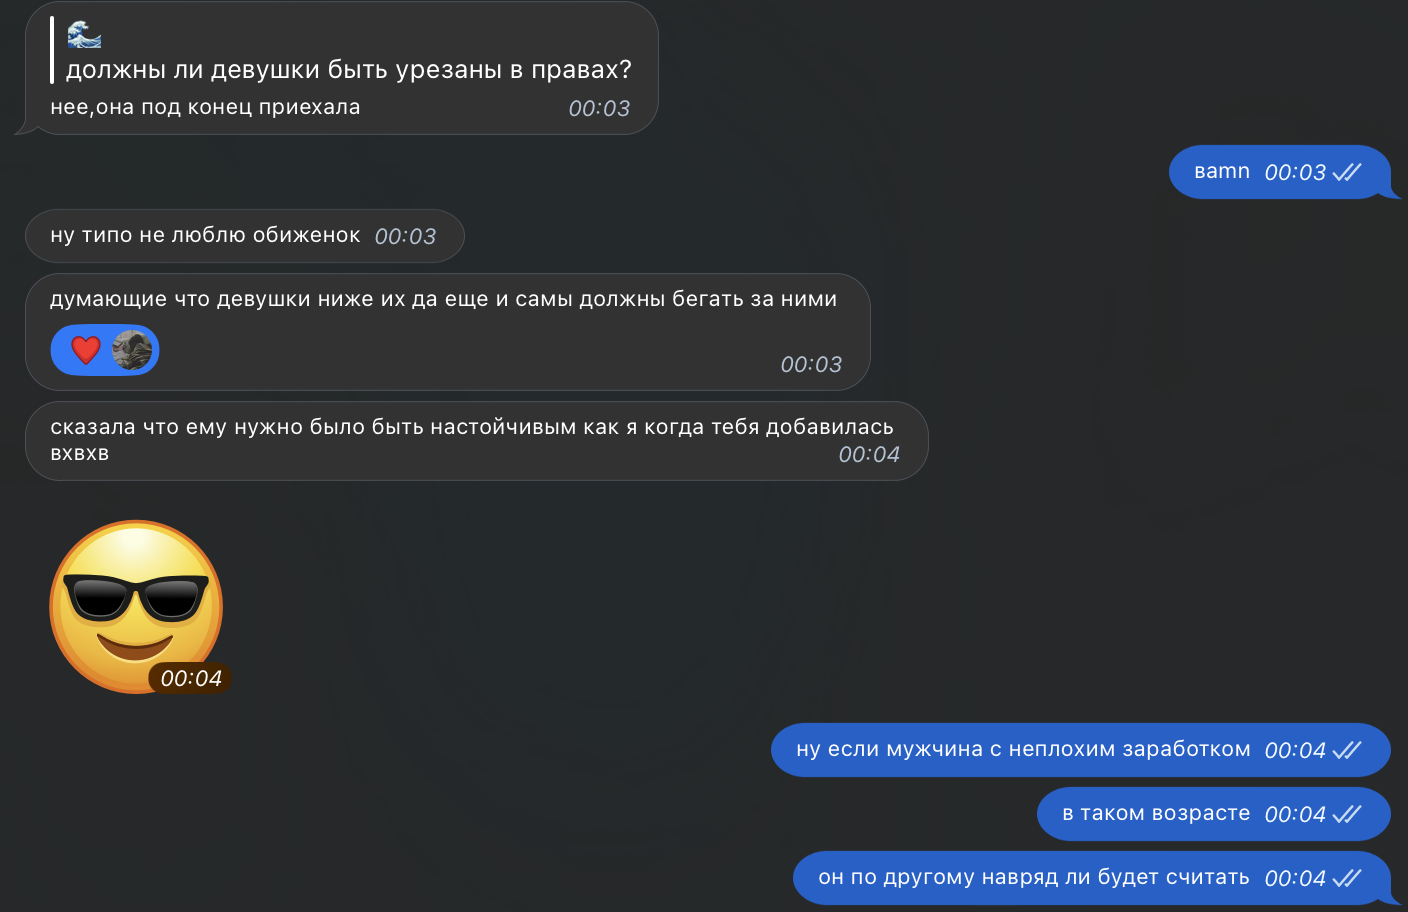 должны ли девушки быть урезаны в правах?
нее,она под конец приехала 00:03
ваmn 00:03
ну типо не люблю обиженок 00:03
думающие что девушки ниже их да еще и самы должны бегать за ними
00:03
сказала что ему нужно было быть настойчивым как я когда тебя добавилась
вхвхв 00:04
00:04
ну если мужчина с неплохим заработком 00:04
в таком возрасте 00:04
он по другому навряд ли будет считать 00:04